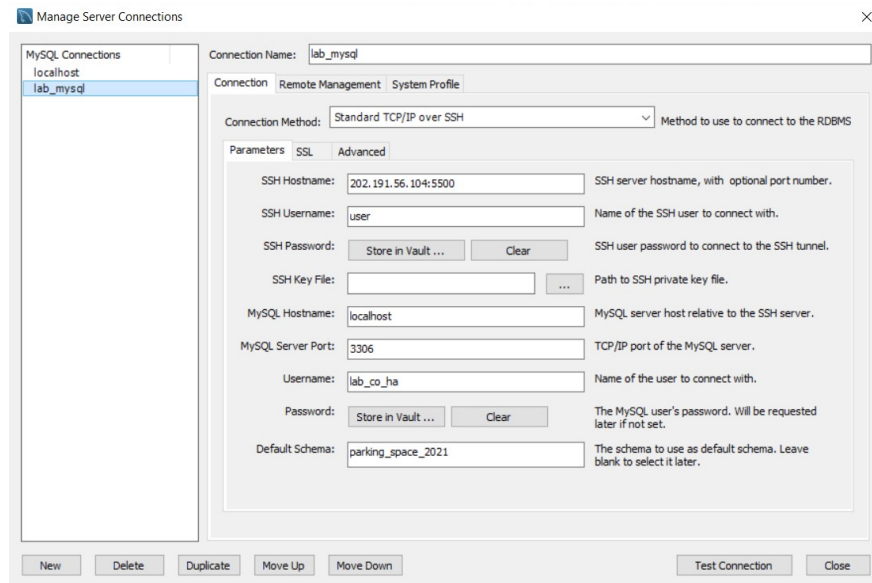 Manage Server Connections
MySQL Connections
localhost
lab_mysql
Connection Name: lab_mysql
Connection Remote Management System Profile
Connection Method: Standard TCP/IP over SSH Method to use to connect to the RDBMS
Parameters SSL Advanced
SSH Hostname: 202.191.56.104:5500 SSH server hostname, with optional port number.
SSH Username: user Name of the SSH user to connect with.
SSH Password: Store in Vault ... Clear SSH user password to connect to the SSH tunnel.
SSH Key File: ... Path to SSH private key file.
MySQL Hostname: localhost MySQL server host relative to the SSH server.
MySQL Server Port: 3306 TCP/IP port of the MySQL server.
Username: lab_co_ha Name of the user to connect with.
Password: Store in Vault ... Clear The MySQL user's password. Will be requested
later if not set.
Default Schema: parking_space_2021 The schema to use as default schema. Leave
blank to select it later.
New Delete Duplicate Move Up Move Down Test Connection Close